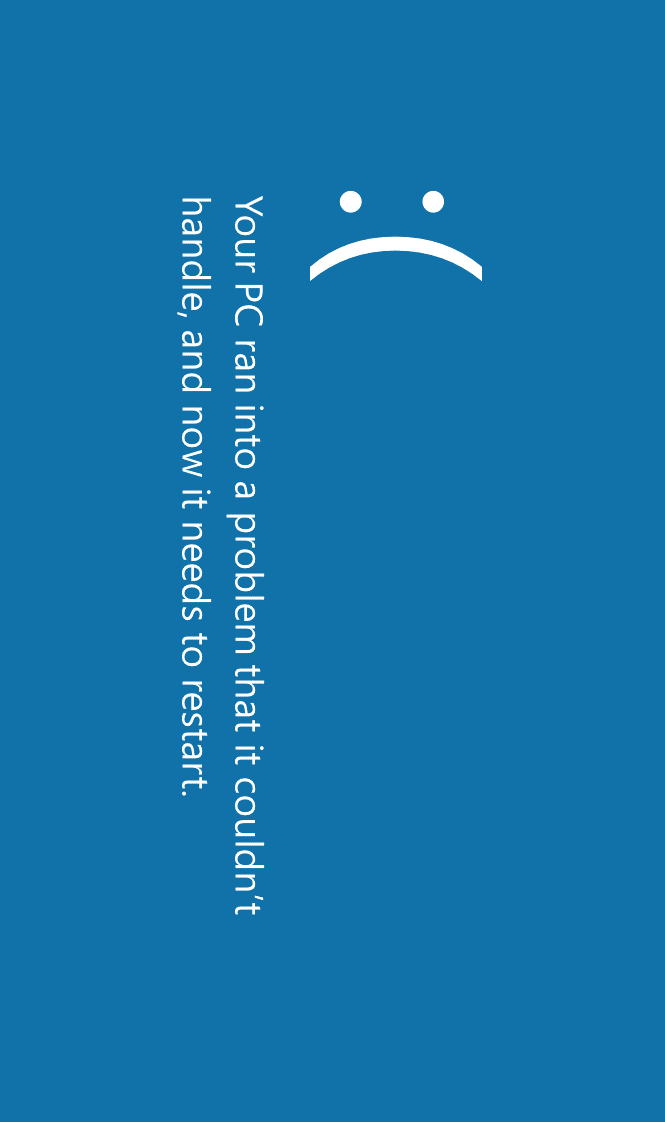 :(
Your PC ran into a problem that it couldn't
handle, and now it needs to restart.